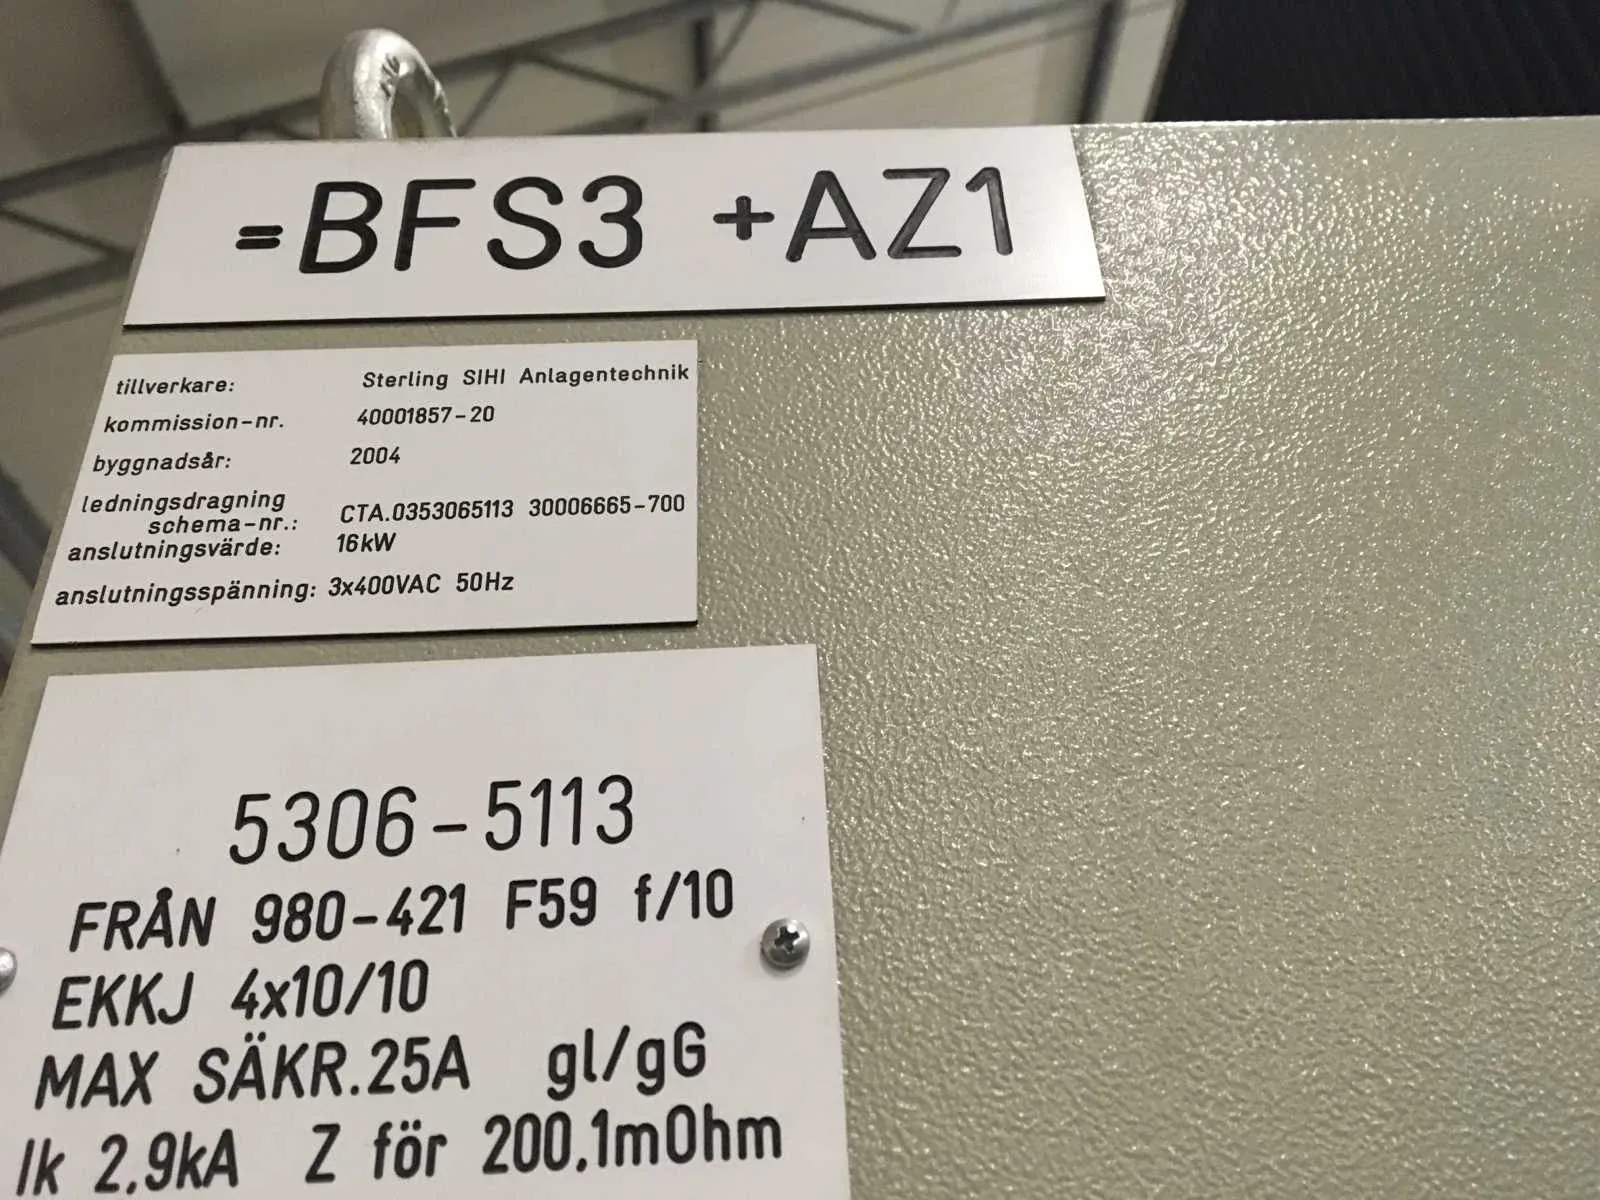 =BFS3 +AZ1
tillverkare: Sterling SIHI Anlagentechnik
kommission-nr. 40001857-20
byggnadsår: 2004
ledningsdragning
schema-nr.: CTA.0353065113 30006665-700
anslutningsvärde: 16kW
anslutningsspänning: 3x400VAC 50Hz
5306-5113
FRÅN 980-421 F59 f/10
EKKJ 4x10/10
MAX SÄKR.25A gl/gG
Ik 2,9kA Z för 200,1mOhm